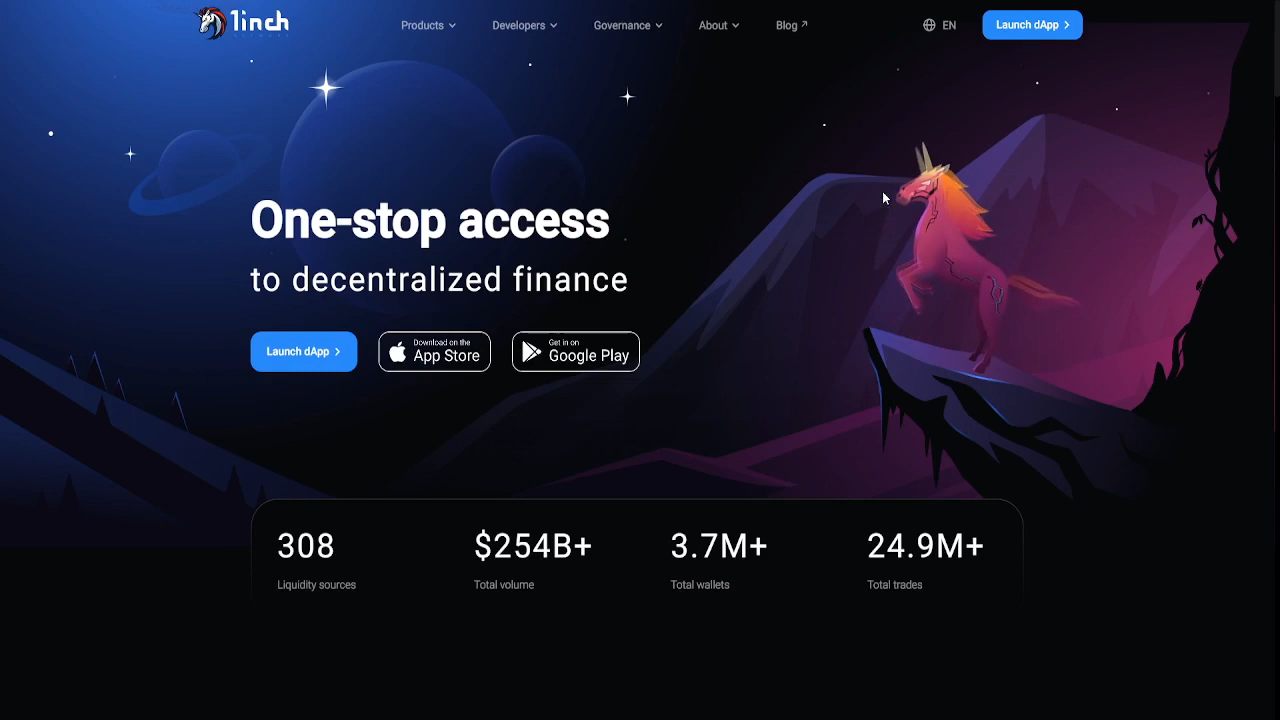 1inch
Products
Developers
Governance
About
Blog
EN
Launch dApp
One-stop access
to decentralized finance
Launch dApp
Download on the
App Store
Get in on
Google Play
308
$254B+
3.7M+
24.9M+
Liquidity sources
Total volume
Total wallets
Total trades